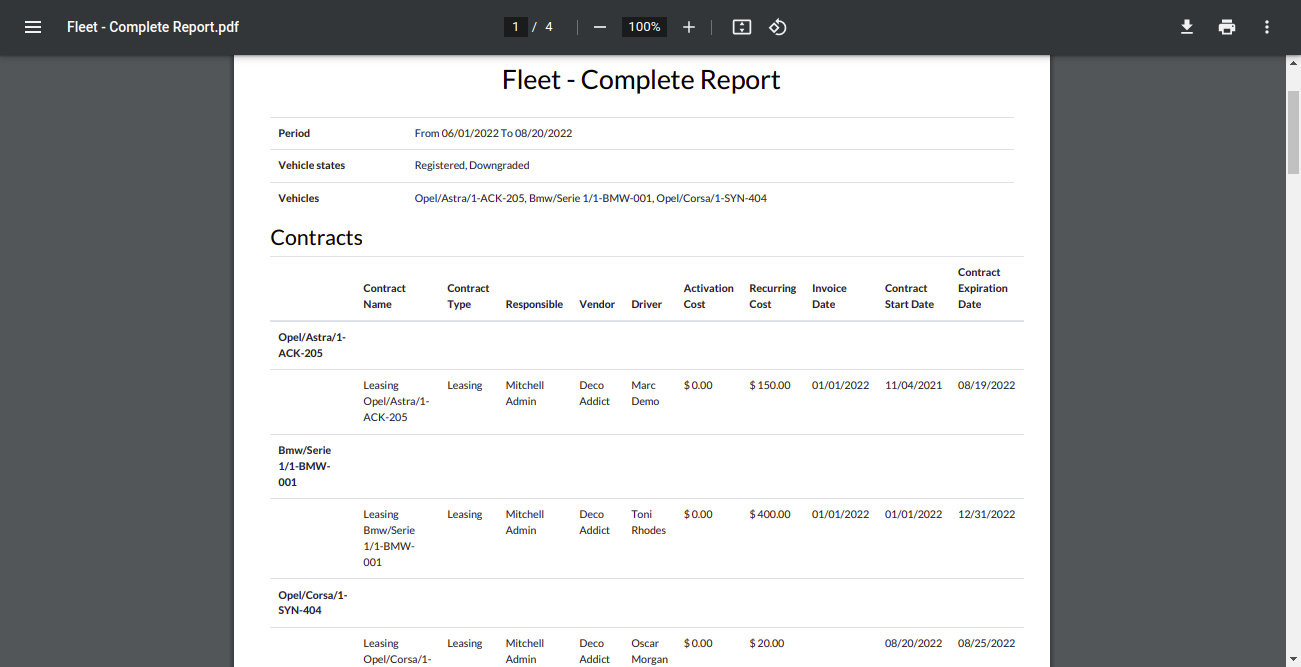 Fleet - Complete Report.pdf
1 / 4
100%
Fleet - Complete Report
Period From 06/01/2022 To 08/20/2022
Vehicle states Registered, Downgraded
Vehicles Opel/Astra/1-ACK-205, Bmw/Serie 1/1-BMW-001, Opel/Corsa/1-SYN-404
Contracts
Contract
Contract Contract Activation Recurring Invoice Contract Expiration
Name Type Responsible Vendor Driver Cost Cost Date Start Date Date
Opel/Astra/1-
ACK-205
Leasing Leasing Mitchell Deco Marc $ 0.00 $ 150.00 01/01/2022 11/04/2021 08/19/2022
Opel/Astra/1- Admin Addict Demo
ACK-205
Bmw/Serie
1/1-BMW-
001
Leasing Leasing Mitchell Deco Toni $ 0.00 $ 400.00 01/01/2022 01/01/2022 12/31/2022
Bmw/Serie Admin Addict Rhodes
1/1-BMW-
001
Opel/Corsa/1-
SYN-404
Leasing Leasing Mitchell Deco Oscar $ 0.00 $ 20.00 08/20/2022 08/25/2022
Opel/Corsa/1- Admin Addict Morgan